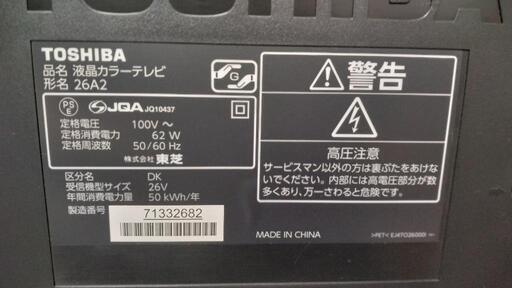 TOSHIBA
TOSHIBA
品名 液晶カラーテレビ
形名 26A2
PS
E
JQA JQ10437
定格電圧 100V～
定格消費電力 62 W
定格周波数 50/60 Hz
株式会社 東芝
区分名 DK
受信機型サイズ 26V
年間消費電力量 50 kWh/年
製造番号 71332682
G
警告
高圧注意
サービスマン以外の方は裏ぶたをあけな
いでください。内部には高電圧部分が数
多くあり、万一さわると危険です。
MADE IN CHINA
>PET< EJ4TO26000I